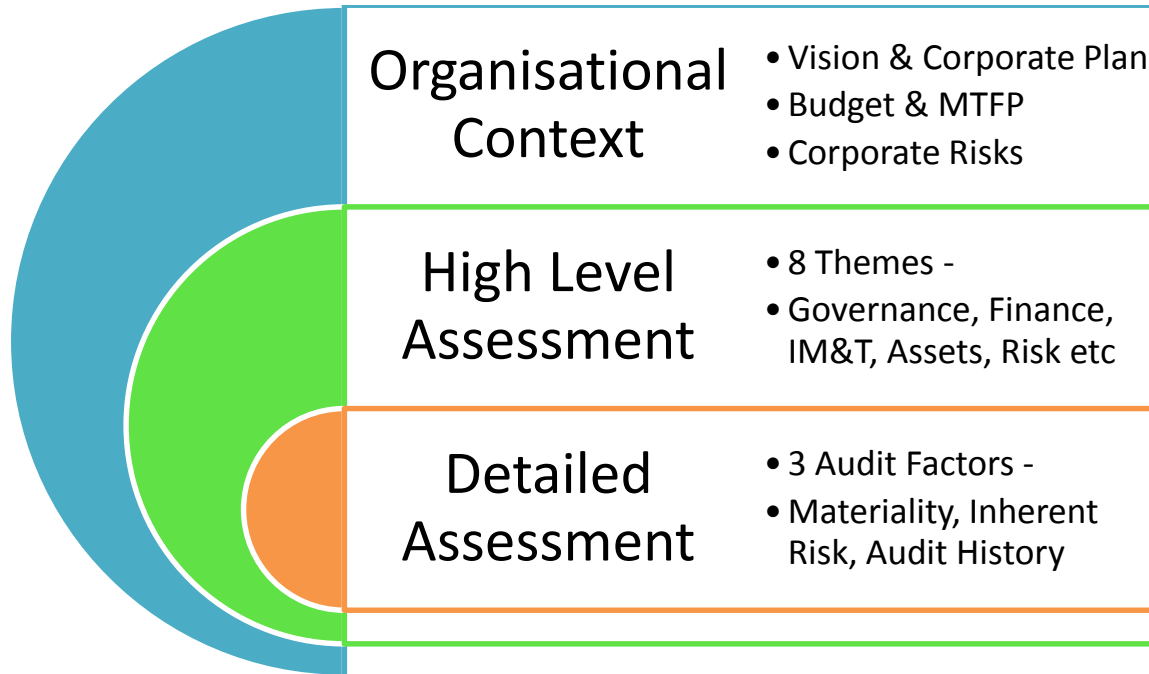 Organisational
Context
• Vision & Corporate Plan
• Budget & MTFP
• Corporate Risks
High Level
Assessment
• 8 Themes -
• Governance, Finance,
IM&T, Assets, Risk etc
Detailed
Assessment
• 3 Audit Factors -
• Materiality, Inherent
Risk, Audit History